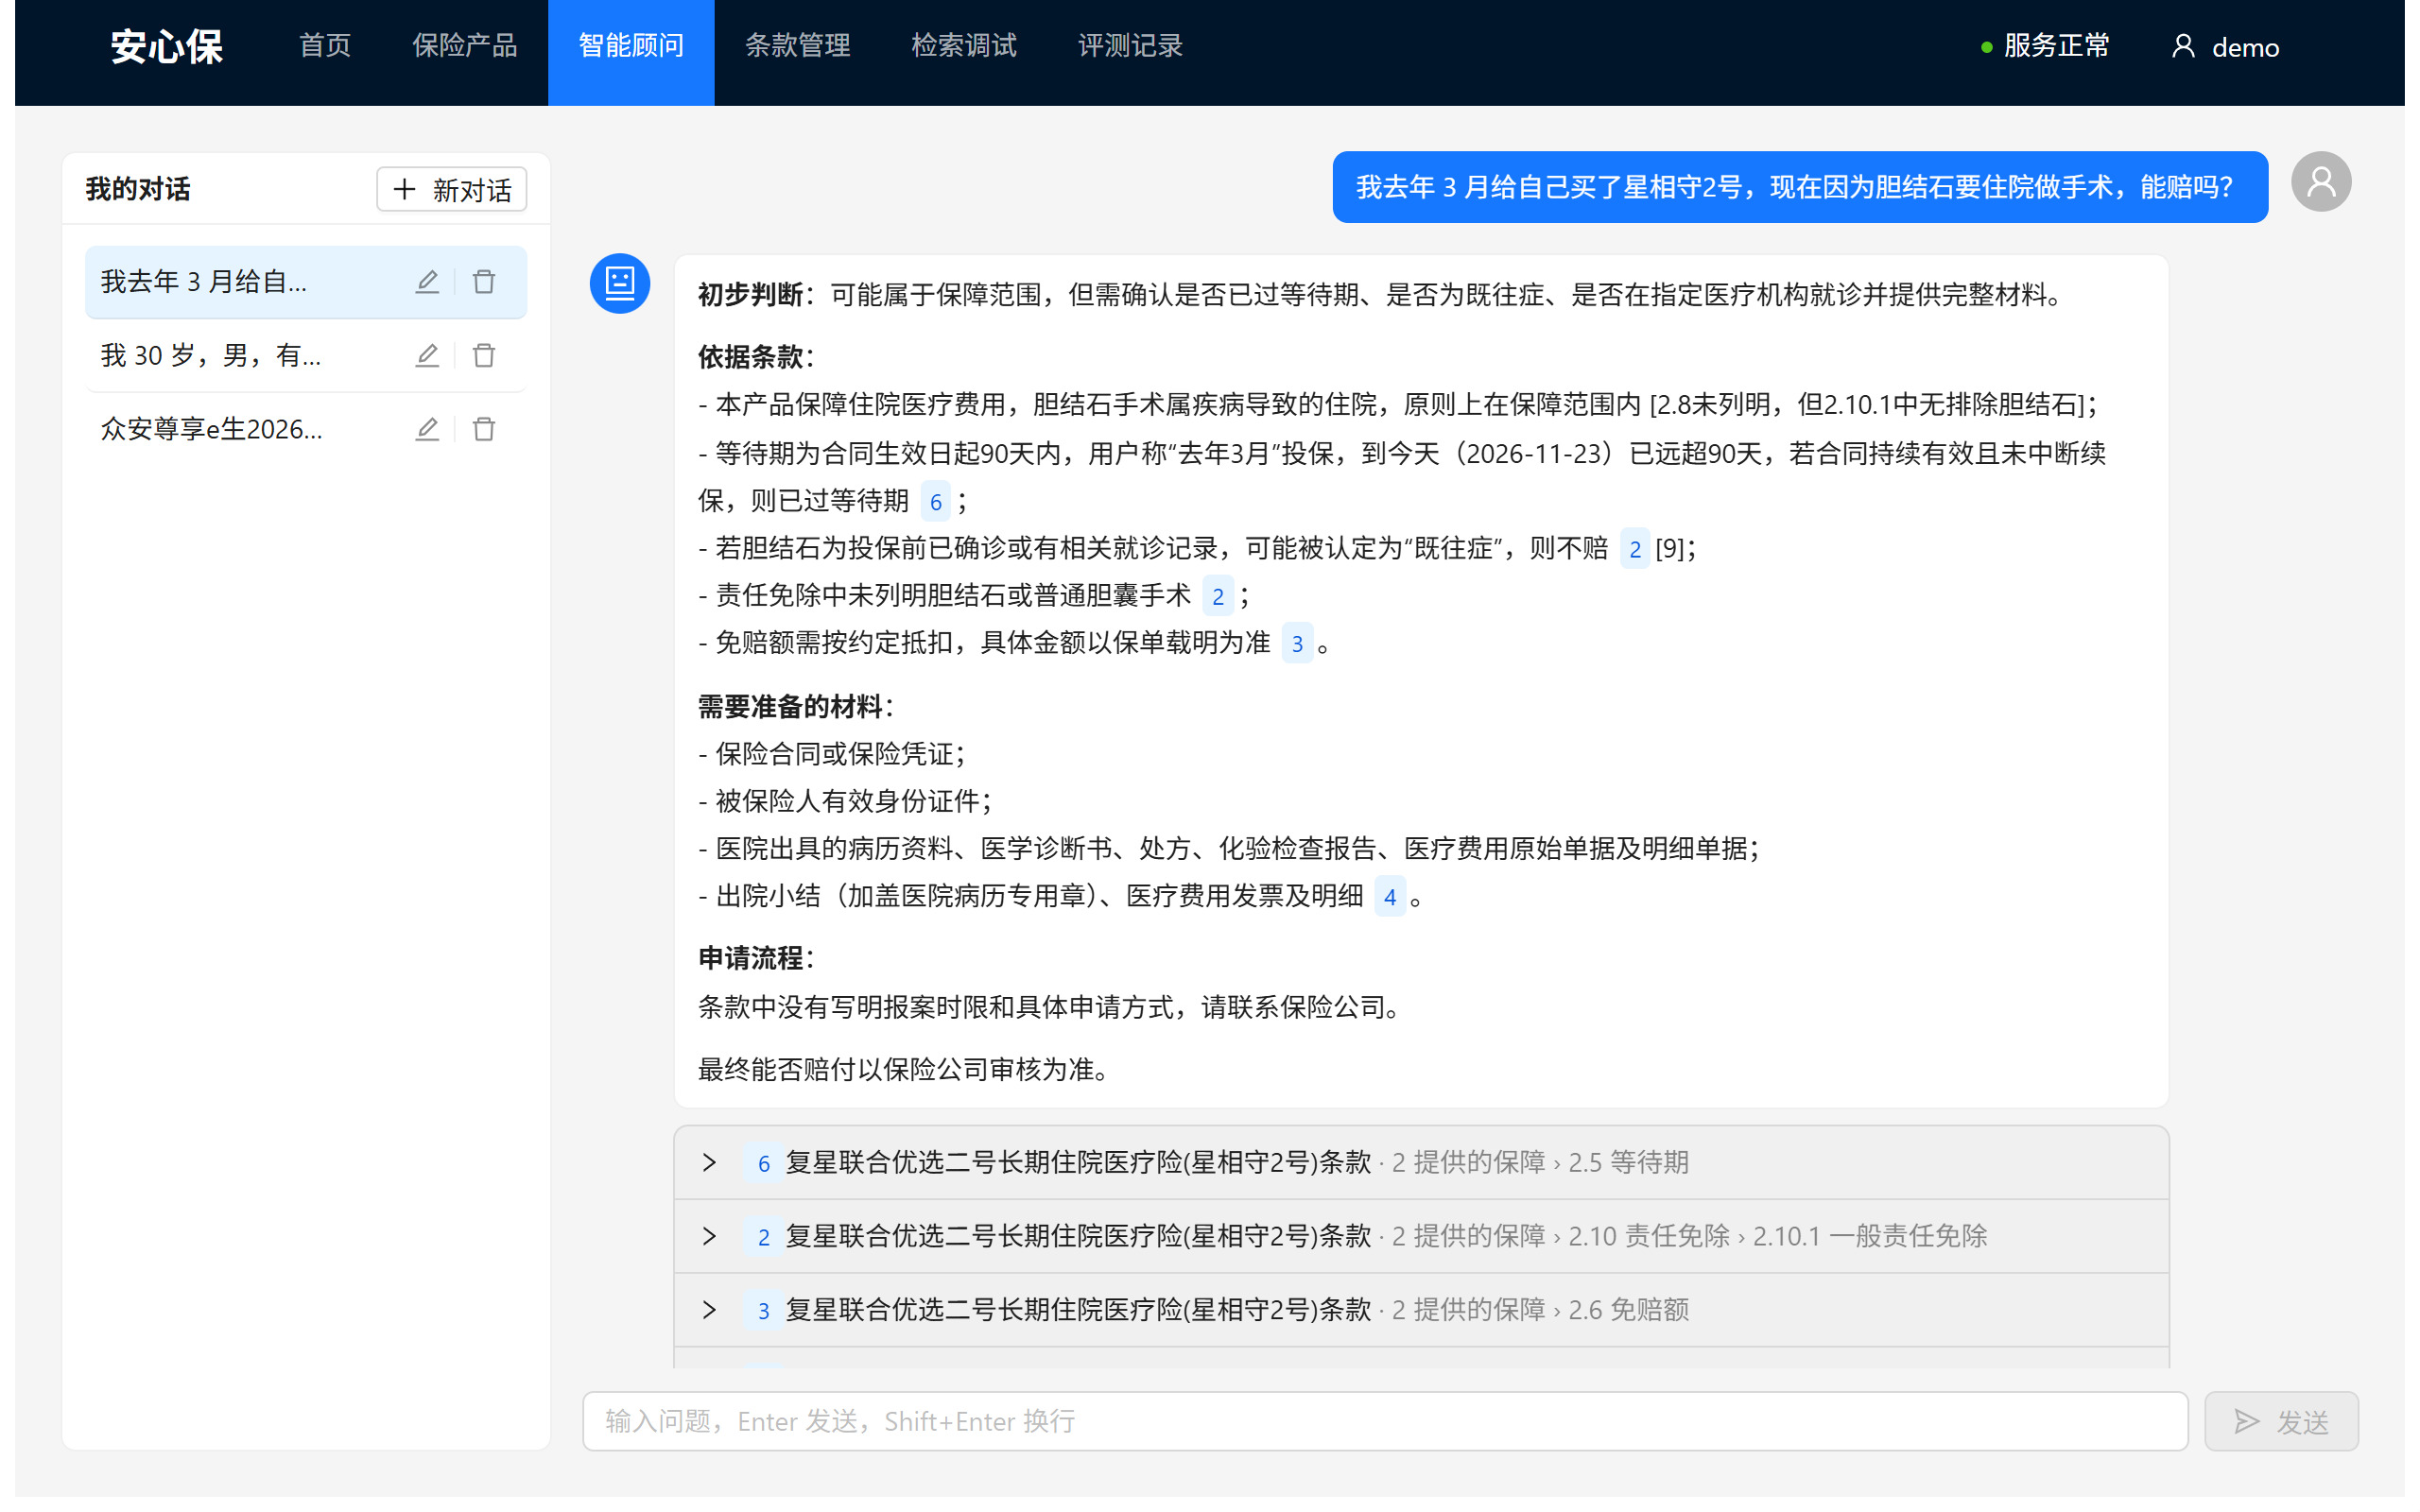 安心保 首页 保险产品 智能顾问 条款管理 检索调试 评测记录 服务正常 demo
我的对话 新对话
我去年 3 月给自...
我 30 岁，男，有...
众安尊享e生2026...
我去年 3 月给自己买了星相守2号，现在因为胆结石要住院做手术，能赔吗？
初步判断：可能属于保障范围，但需确认是否已过等待期、是否为既往症、是否在指定医疗机构就诊并提供完整材料。
依据条款：
- 本产品保障住院医疗费用，胆结石手术属疾病导致的住院，原则上在保障范围内 [2.8未列明，但2.10.1中无排除胆结石]；
- 等待期为合同生效日起90天内，用户称“去年3月”投保，到今天（2026-11-23）已远超90天，若合同持续有效且未中断续
保，则已过等待期 6；
- 若胆结石为投保前已确诊或有相关就诊记录，可能被认定为“既往症”，则不赔 2 [9]；
- 责任免除中未列明胆结石或普通胆囊手术 2；
- 免赔额需按约定抵扣，具体金额以保单载明为准 3。
需要准备的材料：
- 保险合同或保险凭证；
- 被保险人有效身份证件；
- 医院出具的病历资料、医学诊断书、处方、化验检查报告、医疗费用原始单据及明细单据；
- 出院小结（加盖医院病历专用章）、医疗费用发票及明细 4。
申请流程：
条款中没有写明报案时限和具体申请方式，请联系保险公司。
最终能否赔付以保险公司审核为准。
6 复星联合优选二号长期住院医疗险(星相守2号)条款 · 2 提供的保障 › 2.5 等待期
2 复星联合优选二号长期住院医疗险(星相守2号)条款 · 2 提供的保障 › 2.10 责任免除 › 2.10.1 一般责任免除
3 复星联合优选二号长期住院医疗险(星相守2号)条款 · 2 提供的保障 › 2.6 免赔额
输入问题，Enter 发送，Shift+Enter 换行
发送